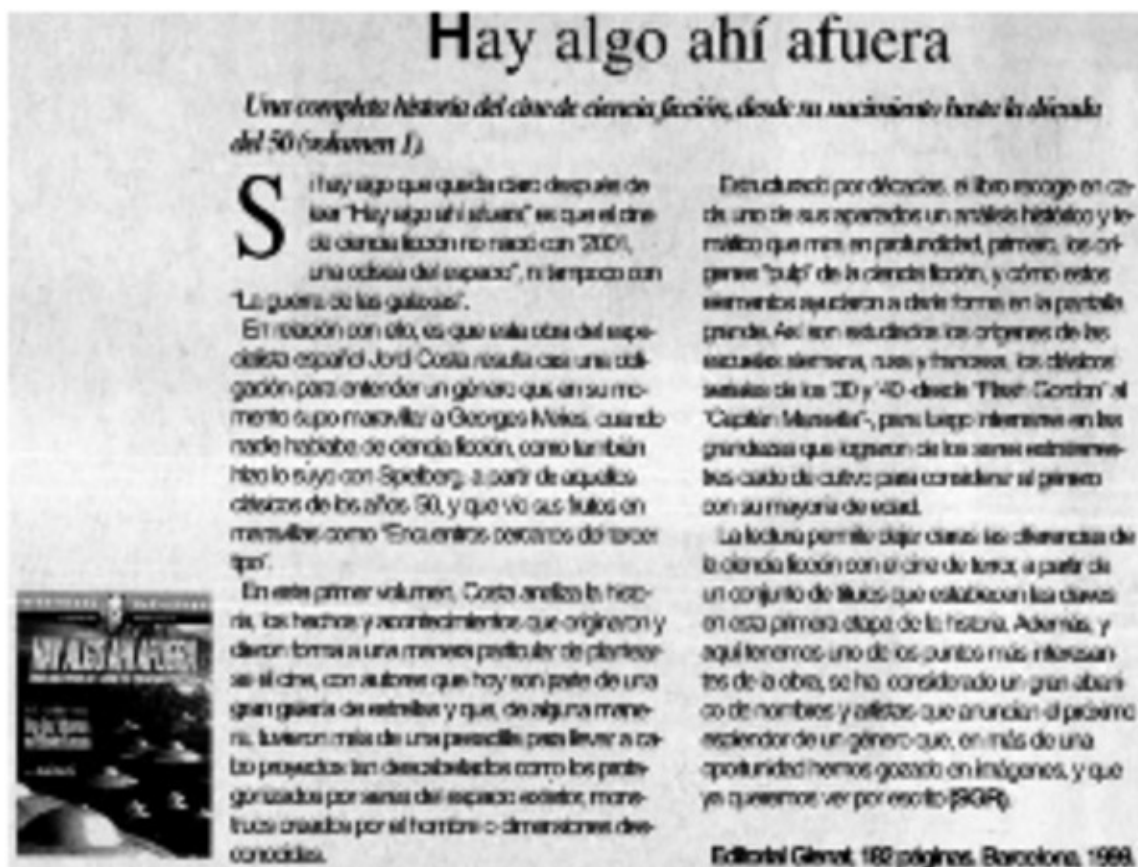 Hay algo ahí afuera
Una completa historia del cine de ciencia ficción, desde su nacimiento hasta la década
del 50 (volumen 1).
Si hay algo que queda claro después de
leer "Hay algo ahí afuera" es que el cine
de ciencia ficción no nació con "2001,
una odisea del espacio", ni tampoco con
"La guerra de las galaxias".
En relación con ello, es que esta obra del espe-
cialista español Jordi Costa resulta casi una obli-
gación para entender un género que en su mo-
mento supo maravillar a Georges Melies, cuando
nadie hablaba de ciencia ficción, como también
hizo lo suyo con Spielberg, a partir de aquellos
clásicos de los años 50, y que vio sus frutos en
maravillas como "Encuentros cercanos del tercer
tipo".
En este primer volumen, Costa analiza la histo-
ria, los hechos y acontecimientos que originaron y
dieron forma a una manera particular de plantear-
se el cine, con autores que hoy son parte de una
gran galería de estrellas y que, de alguna mane-
ra, tuvieron más de una pesadilla para llevar a ca-
bo proyectos tan descabellados como los prota-
gonizados por seres del espacio exterior, mons-
truos creados por el hombre o dimensiones des-
conocidas.
Estructurado por décadas, el libro recoge en ca-
da uno de sus apartados un análisis histórico y te-
mático que mira en profundidad, primero, los orí-
genes "pulp" de la ciencia ficción, y cómo estos
elementos ayudaron a darle forma en la pantalla
grande. Así son estudiados los orígenes de las
escuelas alemana, rusa y francesa, los clásicos
seriales de los '30 y '40 -desde "Flash Gordon" al
"Capitán Marvel"-, para luego internarse en las
grandezas que lograron de los seres extraterres-
tres caldo de cultivo para considerar al género
con su mayoría de edad.
La lectura permite dejar claras las diferencias de
la ciencia ficción con el cine de terror, a partir de
un conjunto de títulos que establecen las claves
en esta primera etapa de la historia. Además, y
aquí tenemos uno de los puntos más interesan-
tes de la obra, se ha considerado un gran abani-
co de nombres y artistas que anuncian el próximo
esplendor de un género que, en más de una
oportunidad hemos gozado en imágenes, y que
ya queremos ver por escrito (SGR).
Editorial Glenat, 182 páginas. Barcelona,
HAY ALGO AHI AFUERA